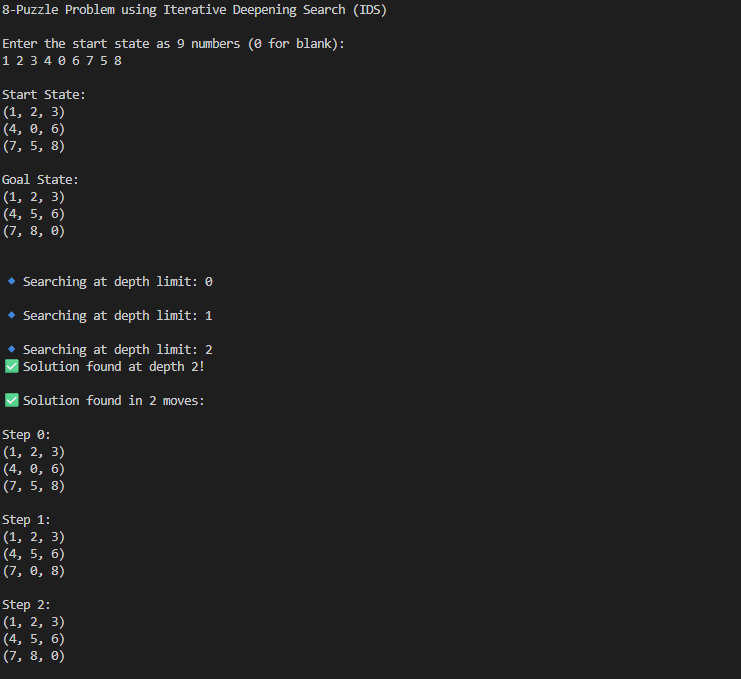 8-Puzzle Problem using Iterative Deepening Search (IDS)
Enter the start state as 9 numbers (0 for blank):
1 2 3 4 0 6 7 5 8
Start State:
(1, 2, 3)
(4, 0, 6)
(7, 5, 8)
Goal State:
(1, 2, 3)
(4, 5, 6)
(7, 8, 0)
🔹 Searching at depth limit: 0
🔹 Searching at depth limit: 1
🔹 Searching at depth limit: 2
✅ Solution found at depth 2!
✅ Solution found in 2 moves:
Step 0:
(1, 2, 3)
(4, 0, 6)
(7, 5, 8)
Step 1:
(1, 2, 3)
(4, 5, 6)
(7, 0, 8)
Step 2:
(1, 2, 3)
(4, 5, 6)
(7, 8, 0)